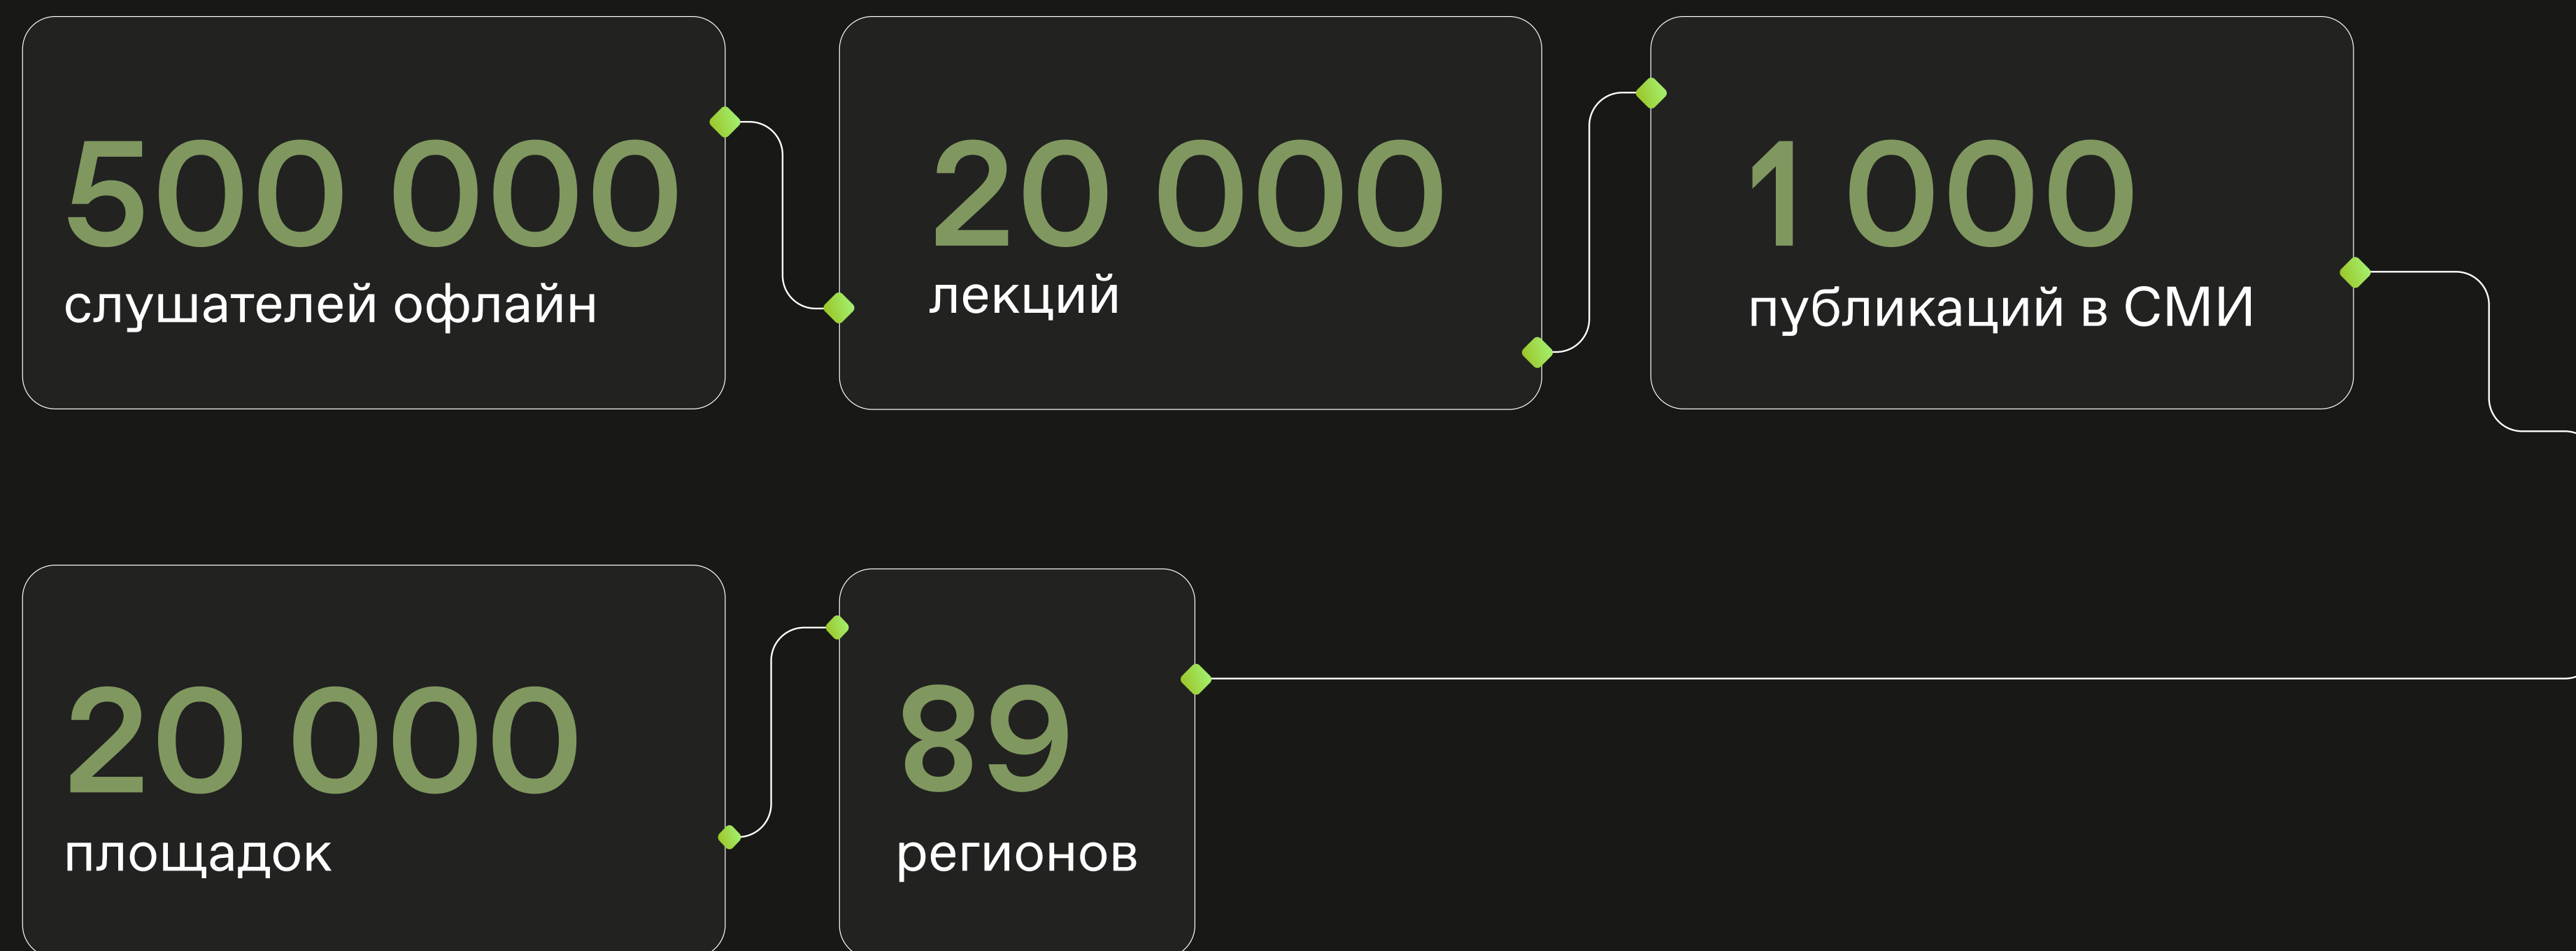 500 000
слушателей офлайн
20 000
лекций
1 000
публикаций в СМИ
20 000
площадок
89
регионов